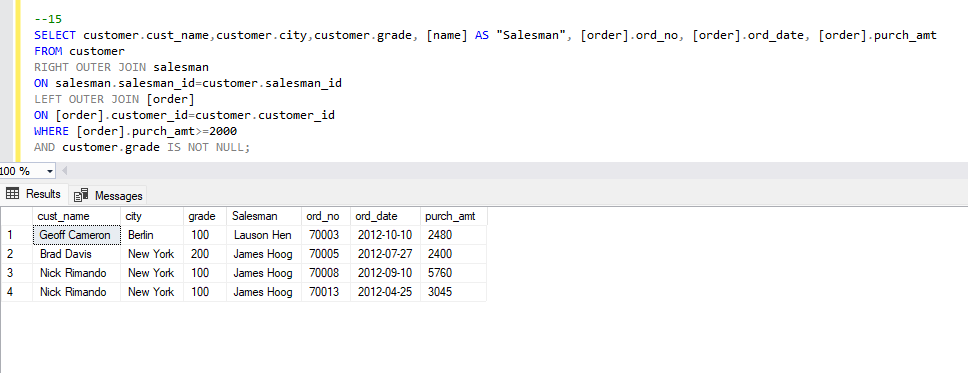 --15
SELECT customer.cust_name,customer.city,customer.grade, [name] AS "Salesman", [order].ord_no, [order].ord_date, [order].purch_amt
FROM customer
RIGHT OUTER JOIN salesman
ON salesman.salesman_id=customer.salesman_id
LEFT OUTER JOIN [order]
ON [order].customer_id=customer.customer_id
WHERE [order].purch_amt>=2000
AND customer.grade IS NOT NULL;
100 %
Results Messages
cust_name city grade Salesman ord_no ord_date purch_amt
1 Geoff Cameron Berlin 100 Lauson Hen 70003 2012-10-10 2480
2 Brad Davis New York 200 James Hoog 70005 2012-07-27 2400
3 Nick Rimando New York 100 James Hoog 70008 2012-09-10 5760
4 Nick Rimando New York 100 James Hoog 70013 2012-04-25 3045